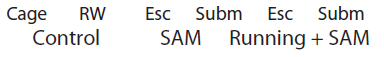 Cage RW Esc Subm Esc Subm
Control SAM Running + SAM